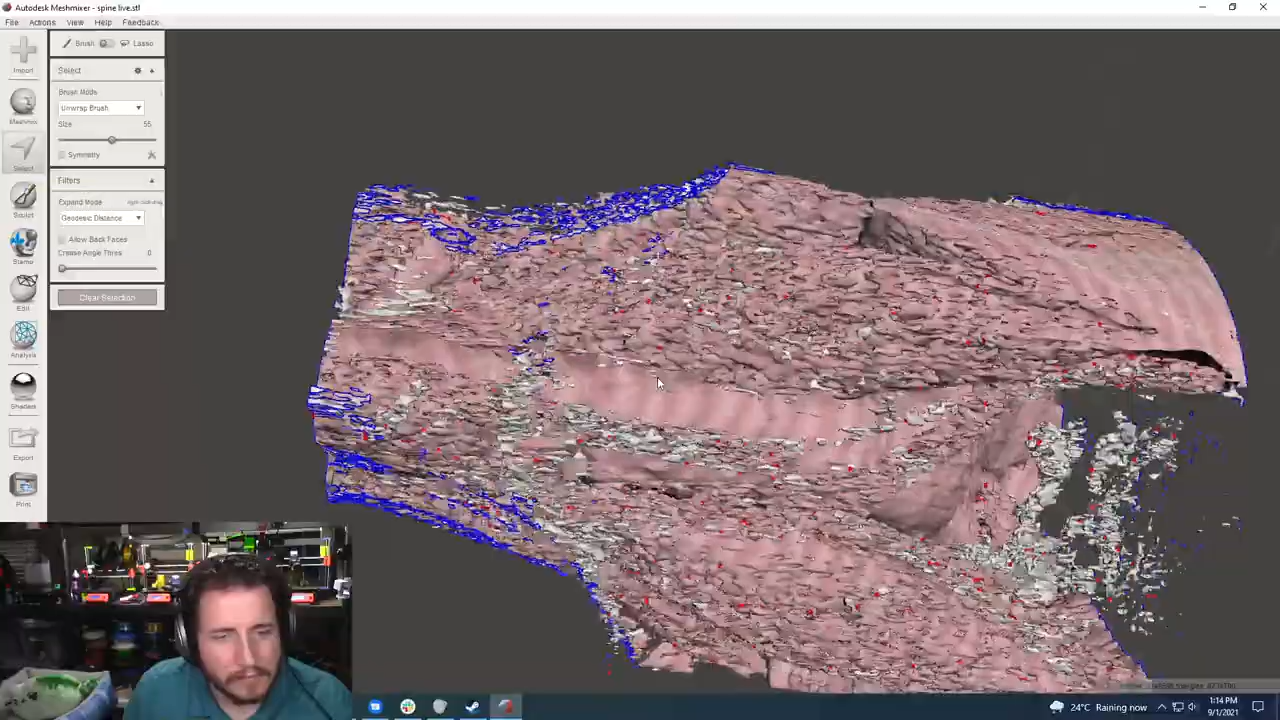 Autodesk Meshmixer - spine live.stl
File Actions View Help Feedback
Import
Meshmix
Select
Sculpt
Stamp
Edit
Analysis
Shaders
Export
Print
Brush Lasso
Select
Brush Mode
Unwrap Brush
Size 55
Symmetry
Filters
Expand Mode
Geodesic Distance
Allow Back Faces
Crease Angle Thres 0
Clear Selection
24°C Raining now
1:14 PM
9/1/2021